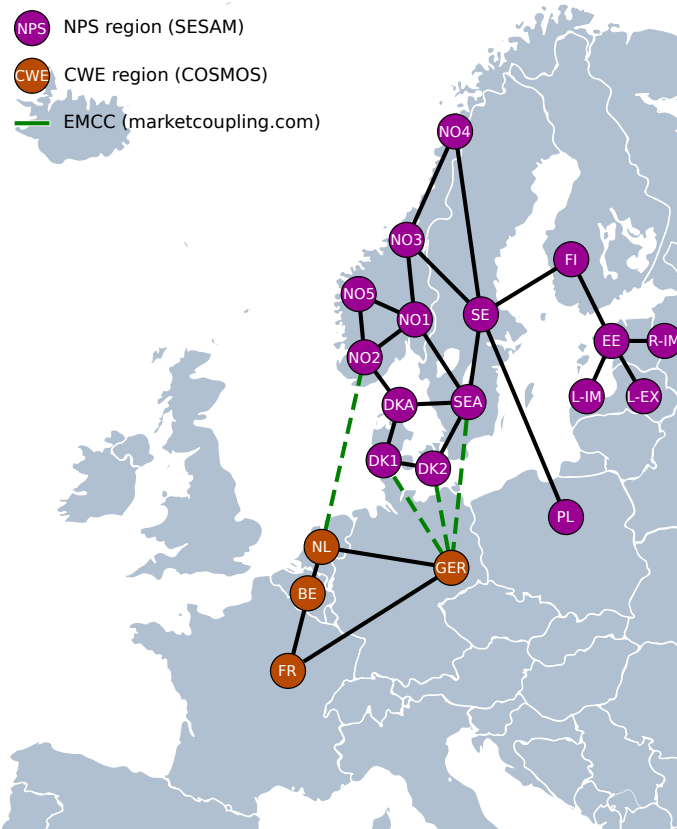 NPS NPS region (SESAM)
CWE CWE region (COSMOS)
EMCC (marketcoupling.com)
NO4
NO3
FI
NO5
NO1
SE
EE
R-IM
NO2
L-IM
L-EX
DKA
SEA
DK1
DK2
PL
NL
GER
BE
FR